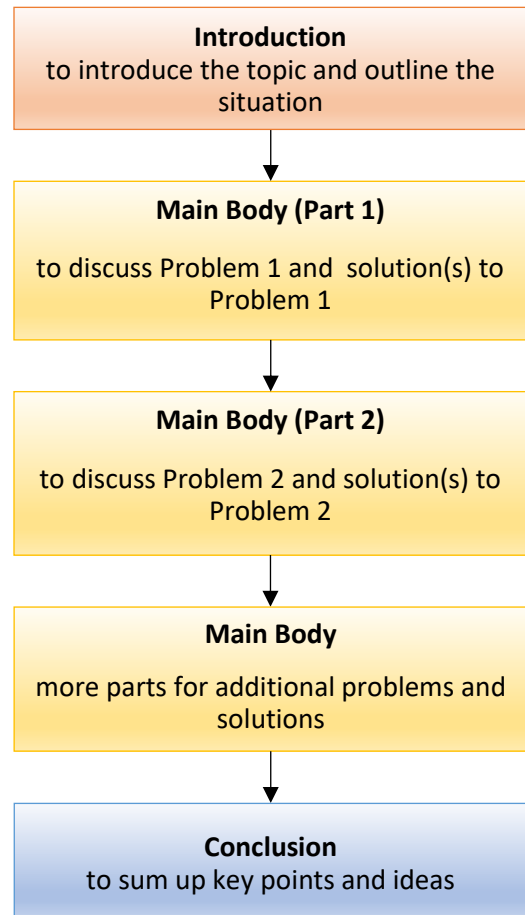 Introduction
to introduce the topic and outline the
situation
Main Body (Part 1)
to discuss Problem 1 and  solution(s) to
Problem 1
Main Body (Part 2)
to discuss Problem 2 and solution(s) to
Problem 2
Main Body
more parts for additional problems and
solutions
Conclusion
to sum up key points and ideas